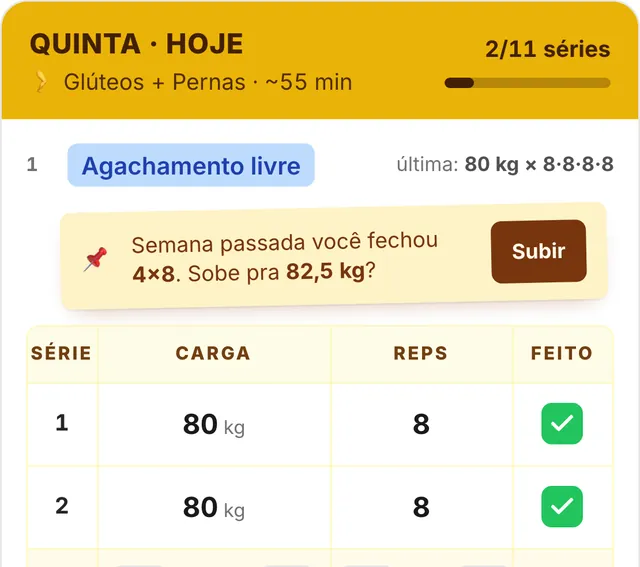 QUINTA · HOJE
2/11 séries
Glúteos + Pernas · ~55 min
1 Agachamento livre última: 80 kg × 8·8·8·8
Semana passada você fechou
4×8. Sobe pra 82,5 kg?
Subir
SÉRIE CARGA REPS FEITO
1 80 kg 8
2 80 kg 8